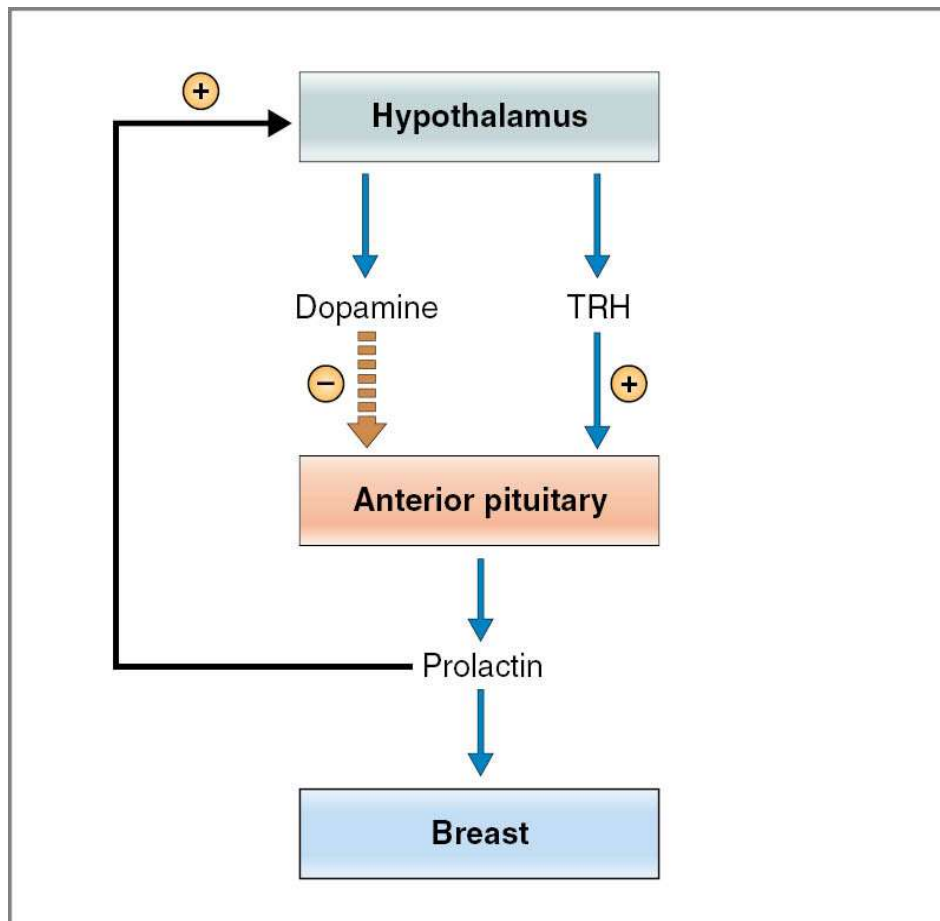 +
Hypothalamus
Dopamine
TRH
−
+
Anterior pituitary
Prolactin
Breast